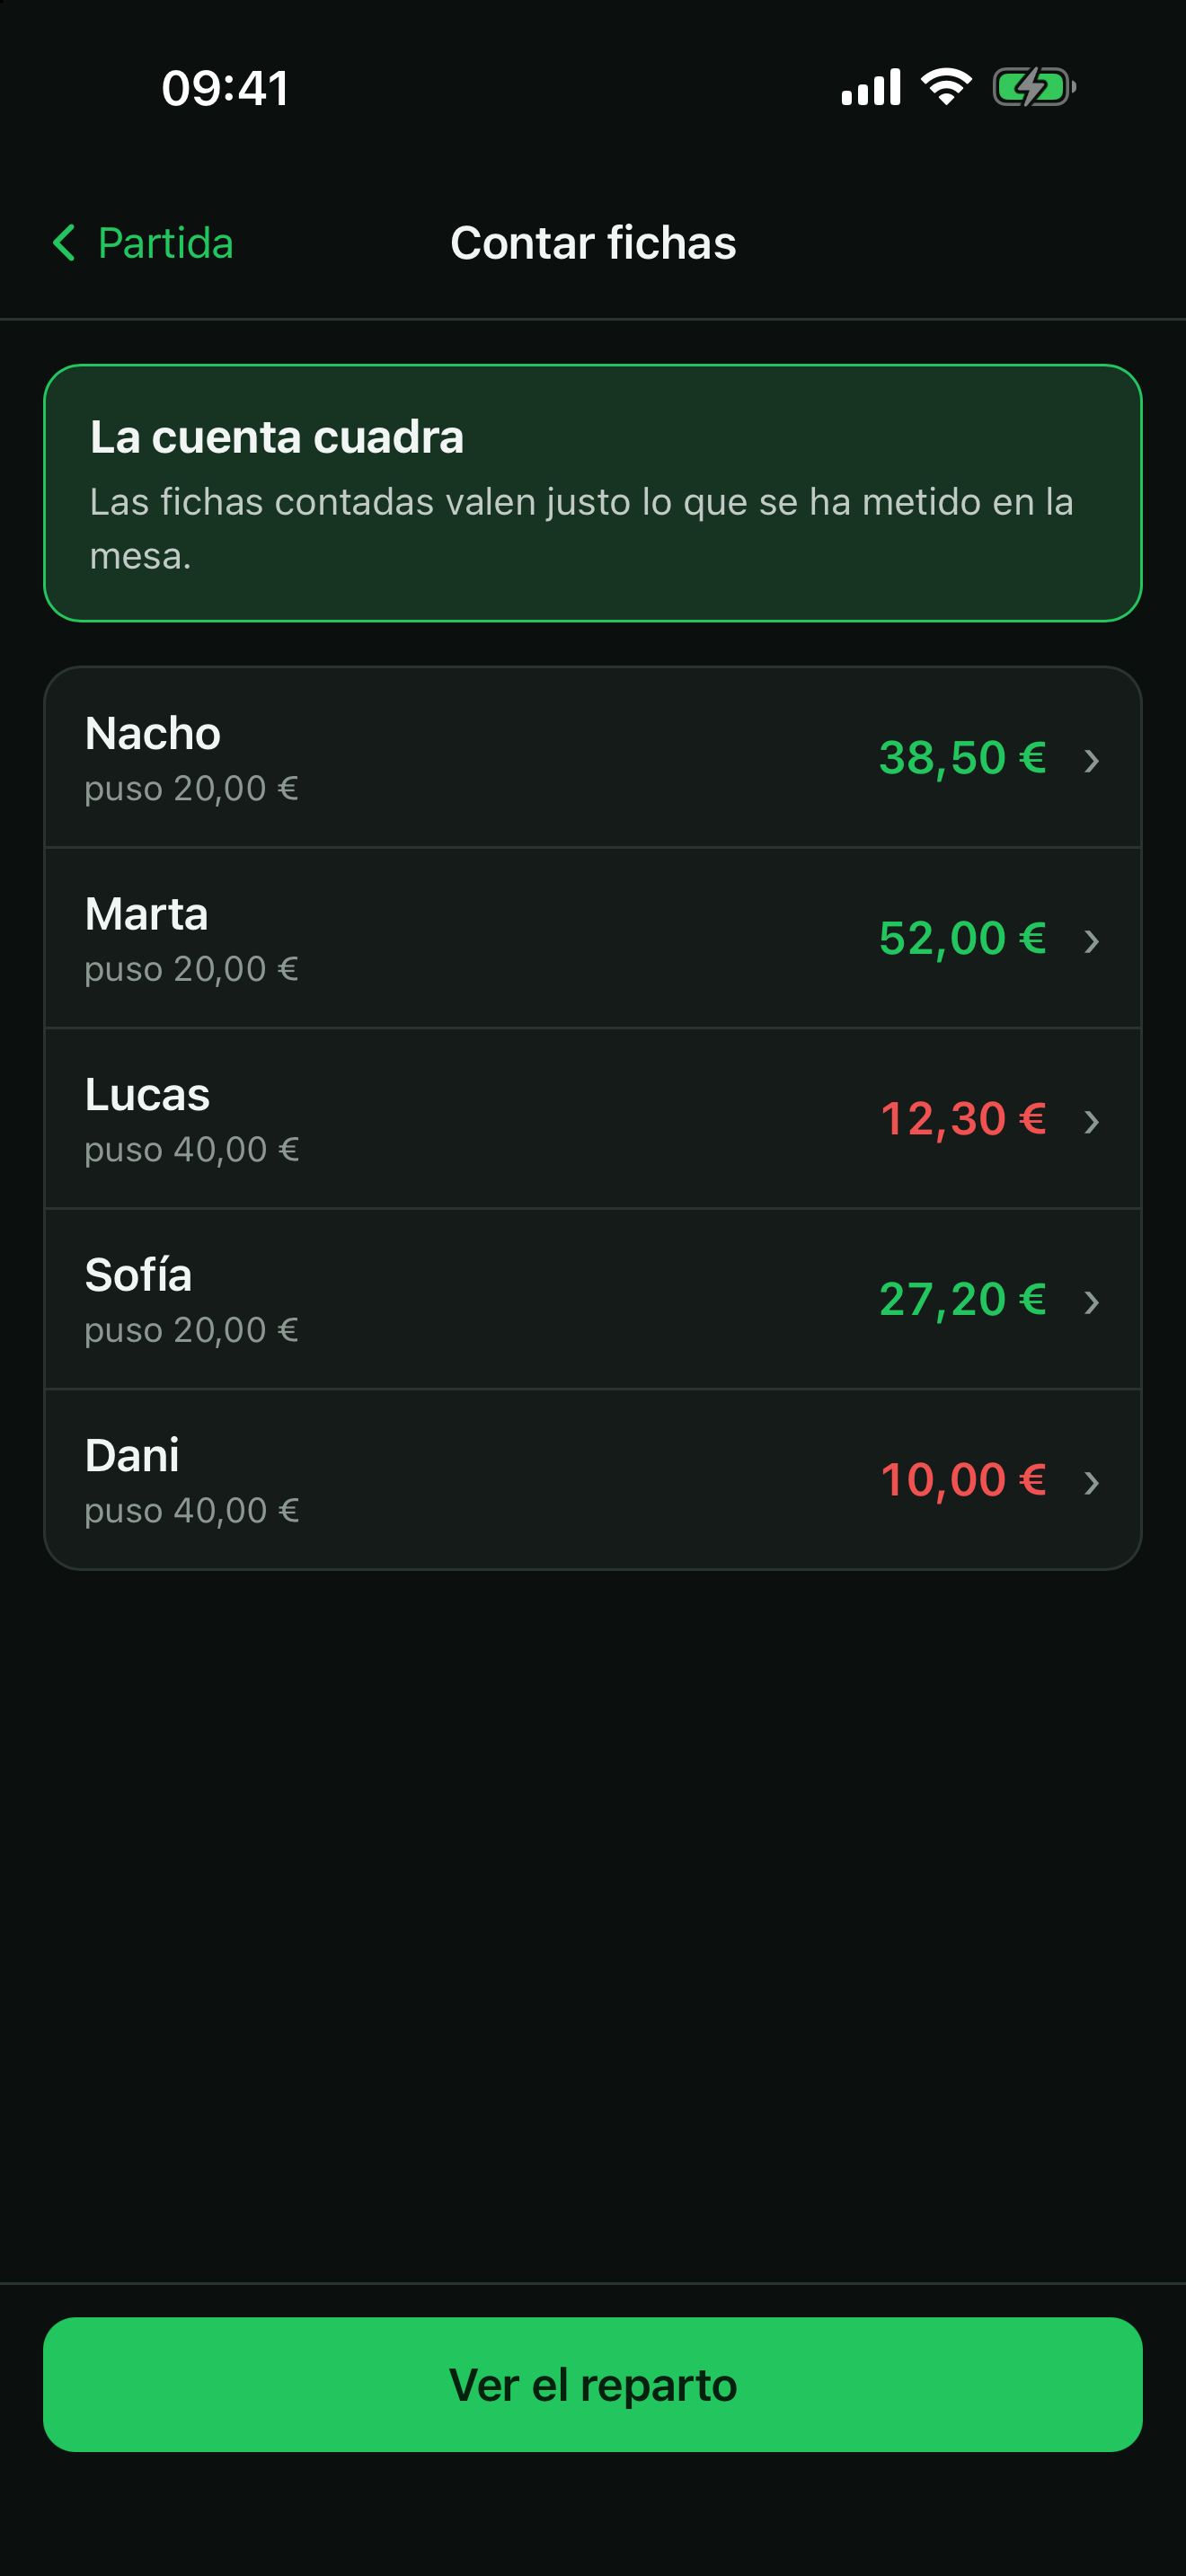 09:41
Partida
Contar fichas
La cuenta cuadra
Las fichas contadas valen justo lo que se ha metido en la
mesa.
Nacho
puso 20,00 €
38,50 €
Marta
puso 20,00 €
52,00 €
Lucas
puso 40,00 €
12,30 €
Sofía
puso 20,00 €
27,20 €
Dani
puso 40,00 €
10,00 €
Ver el reparto